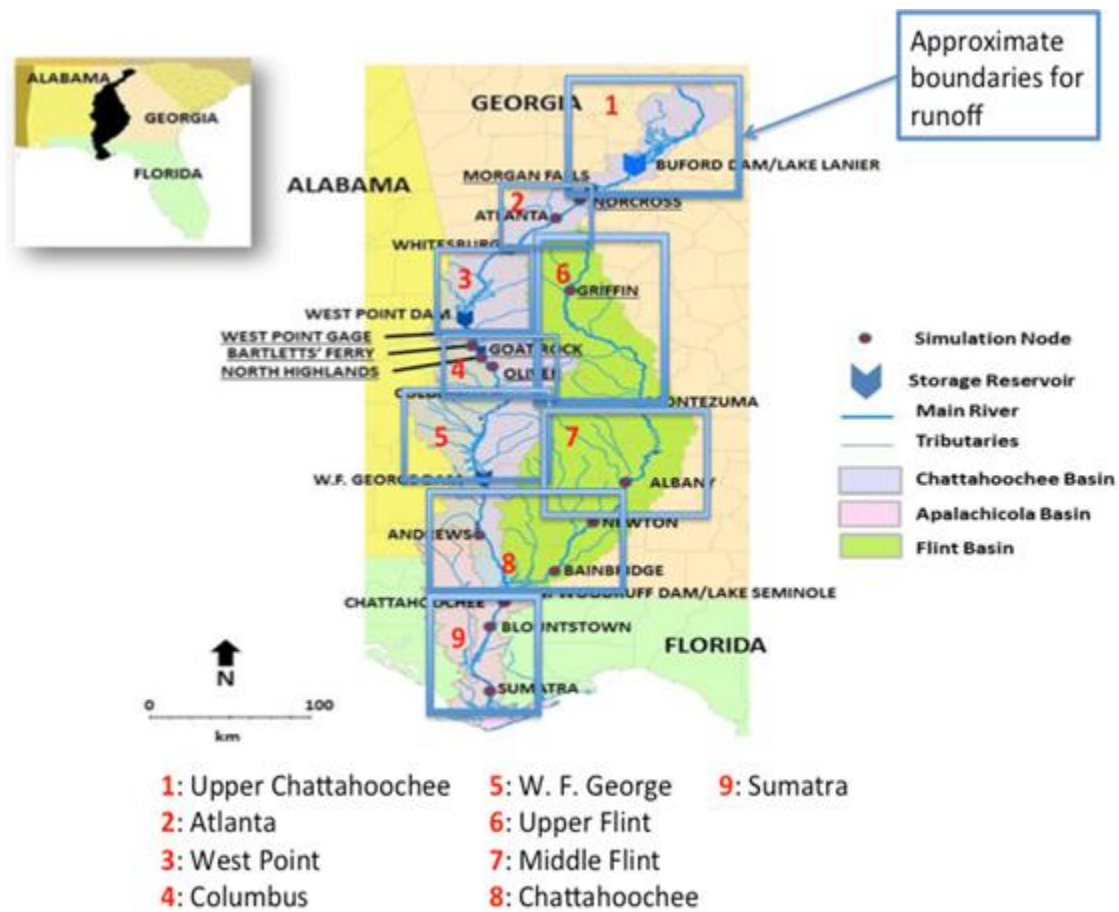 Approximate
boundaries for
runoff
ALABAMA
GEORGIA
FLORIDA
GEORGIA
1
BUFORD DAM/LAKE LANIER
ALABAMA
MORGAN FALLS
NORCROSS
2
ATLANTA
WHITESBURG
3
6
GRIFFIN
WEST POINT DAM
WEST POINT GAGE
BARTLETTS' FERRY
GOAT ROCK
NORTH HIGHLANDS
4
OLIVER
5
7
W.F. GEORGE DAM
ALBANY
NEWTON
ANDREWS
8
BAINBRIDGE
WOODRUFF DAM/LAKE SEMINOLE
CHATTAHOOCHEE
BLOUNTSTOWN
9
FLORIDA
SUMATRA
Simulation Node
Storage Reservoir
Main River
Tributaries
Chattahoochee Basin
Apalachicola Basin
Flint Basin
N
0 100
km
1: Upper Chattahoochee 5: W. F. George 9: Sumatra
2: Atlanta 6: Upper Flint
3: West Point 7: Middle Flint
4: Columbus 8: Chattahoochee